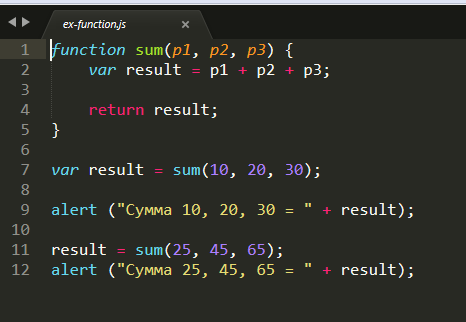 ex-function.js
1 function sum(p1, p2, p3) {
2     var result = p1 + p2 + p3;
3
4     return result;
5 }
6
7 var result = sum(10, 20, 30);
8
9 alert ("Сумма 10, 20, 30 = " + result);
10
11 result = sum(25, 45, 65);
12 alert ("Сумма 25, 45, 65 = " + result);